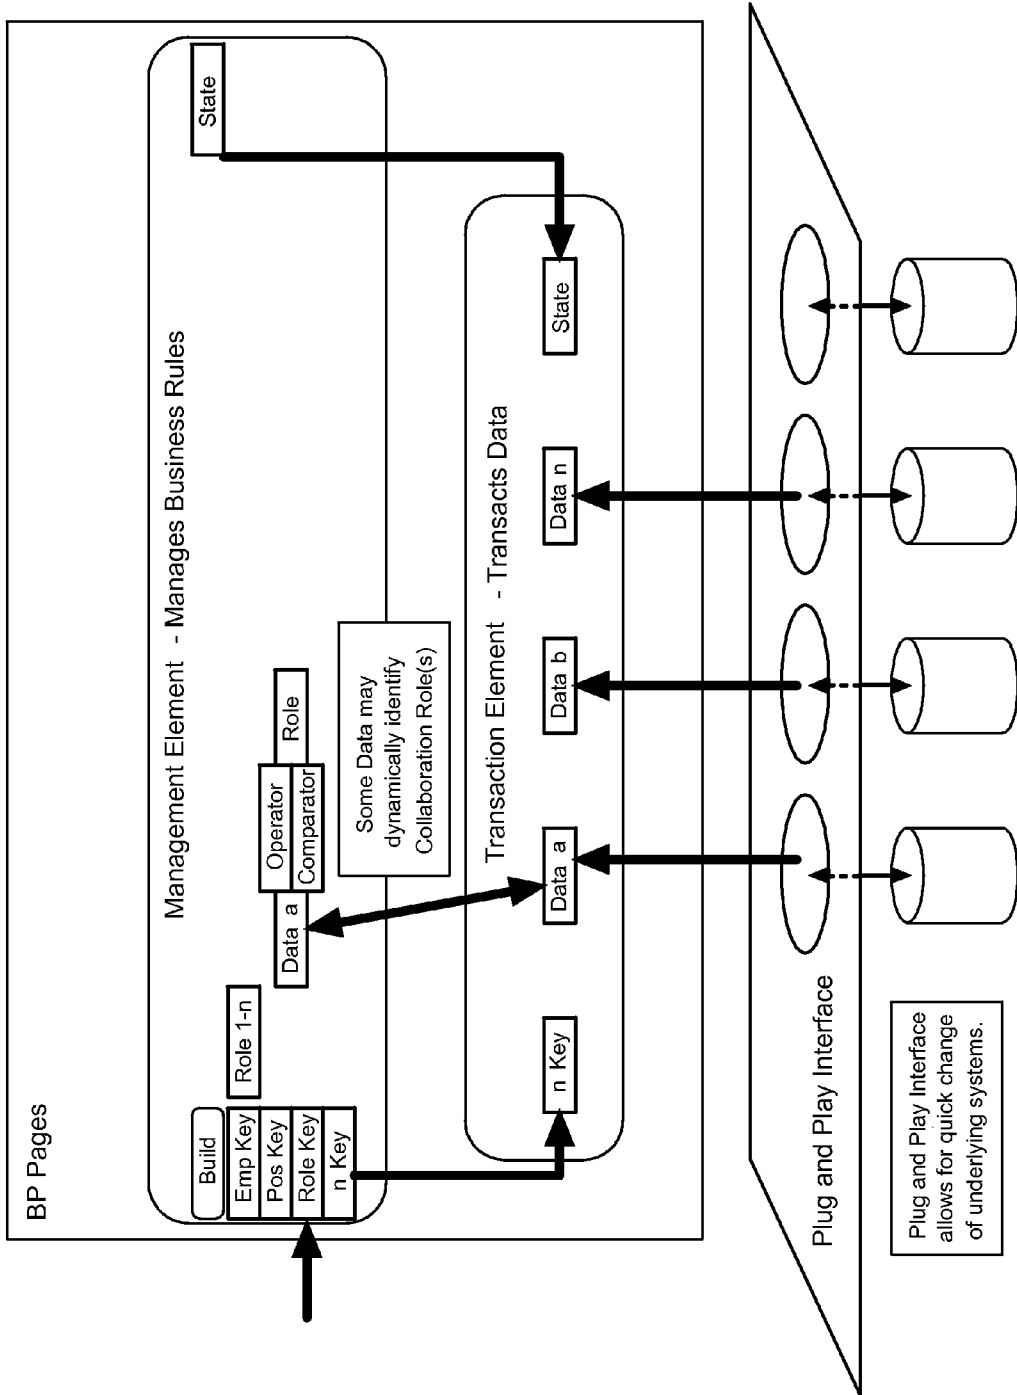 BP Pages
Management Element - Manages Business Rules
Build
Emp Key
Pos Key
Role Key
n Key
Role 1-n
Data a
Operator
Comparator
Role
State
Some Data may
dynamically identify
Collaboration Role(s)
Transaction Element - Transacts Data
n Key
Data a
Data b
Data n
State
Plug and Play Interface
Plug and Play Interface
allows for quick change
of underlying systems.